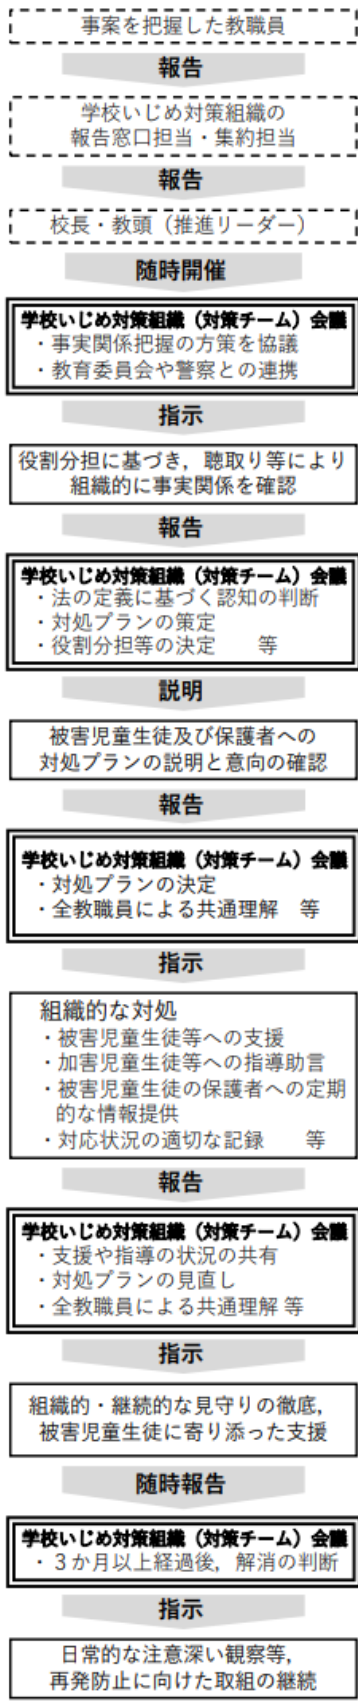 事案を把握した教職員
報告
学校いじめ対策組織の
報告窓口担当・集約担当
報告
校長・教頭（推進リーダー）
随時開催
学校いじめ対策組織（対策チーム）会議
・事実関係把握の方策を協議
・教育委員会や警察との連携
指示
役割分担に基づき，聴取り等により
組織的に事実関係を確認
報告
学校いじめ対策組織（対策チーム）会議
・法の定義に基づく認知の判断
・対処プランの策定
・役割分担等の決定　　等
説明
被害児童生徒及び保護者への
対処プランの説明と意向の確認
報告
学校いじめ対策組織（対策チーム）会議
・対処プランの決定
・全教職員による共通理解　等
指示
組織的な対処
・被害児童生徒等への支援
・加害児童生徒等への指導助言
・被害児童生徒の保護者への定期
的な情報提供
・対応状況の適切な記録　　等
報告
学校いじめ対策組織（対策チーム）会議
・支援や指導の状況の共有
・対処プランの見直し
・全教職員による共通理解 等
指示
組織的・継続的な見守りの徹底，
被害児童生徒に寄り添った支援
随時報告
学校いじめ対策組織（対策チーム）会議
・３か月以上経過後，解消の判断
指示
日常的な注意深い観察等，
再発防止に向けた取組の継続